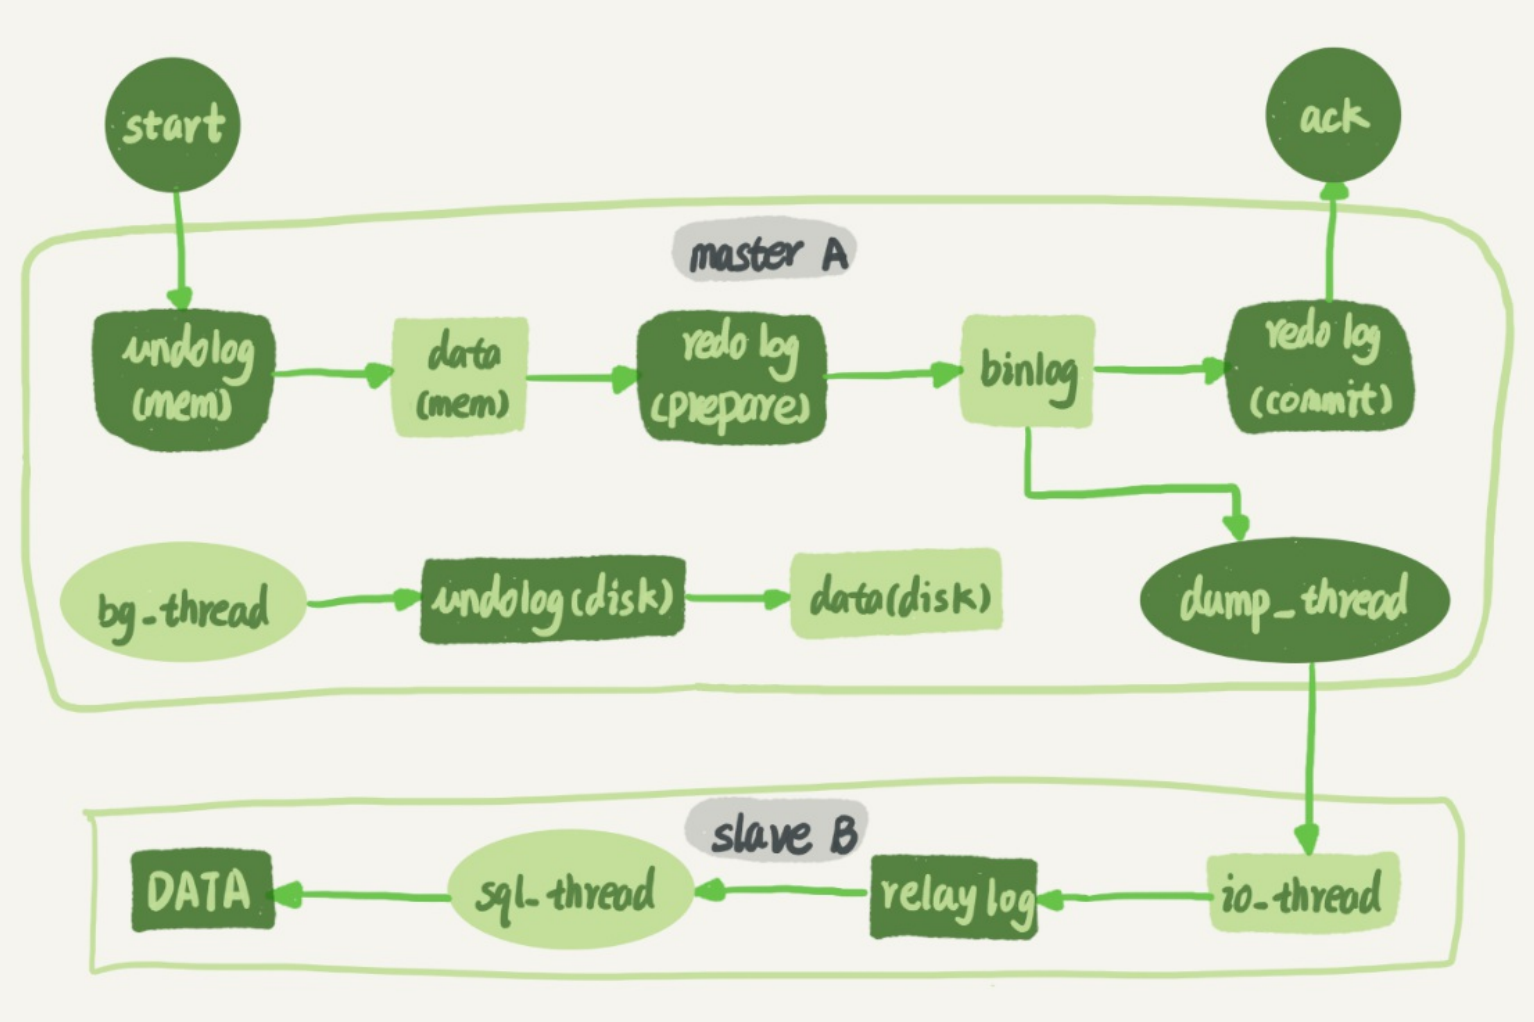 start
ack
master A
undolog
(mem)
data
(mem)
redo log
(prepare)
binlog
redo log
(commit)
bg_thread
undolog(disk)
data(disk)
dump_thread
slave B
DATA
sql_thread
relay log
io_thread